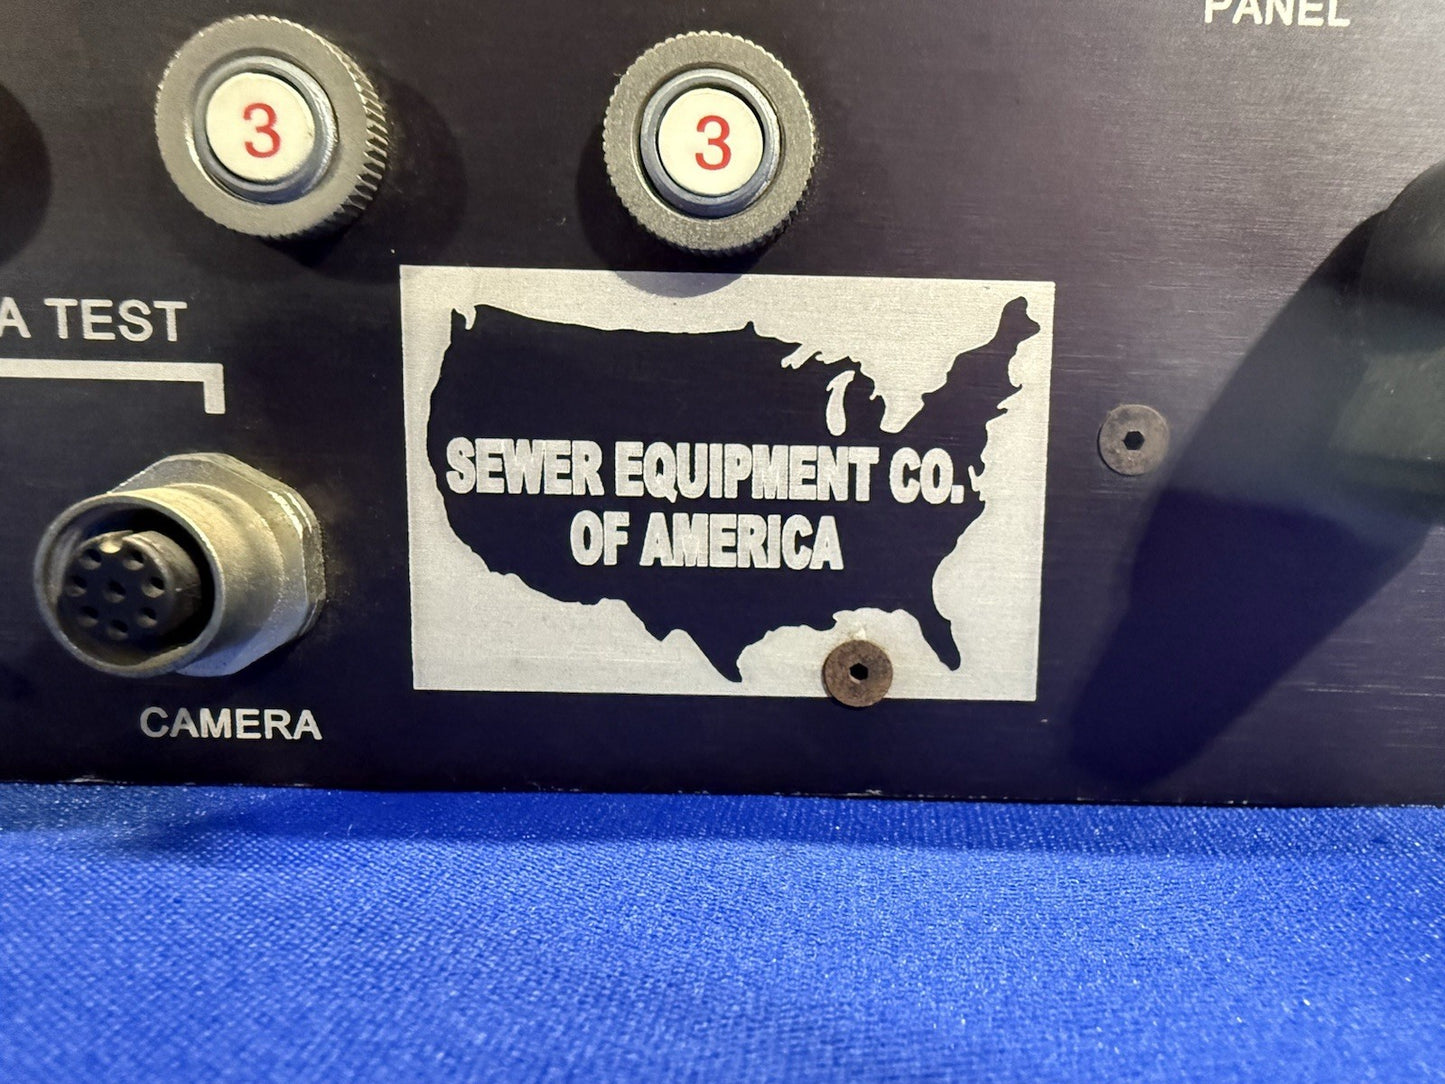 PANEL
3
3
A TEST
SEWER EQUIPMENT CO.
OF AMERICA
CAMERA